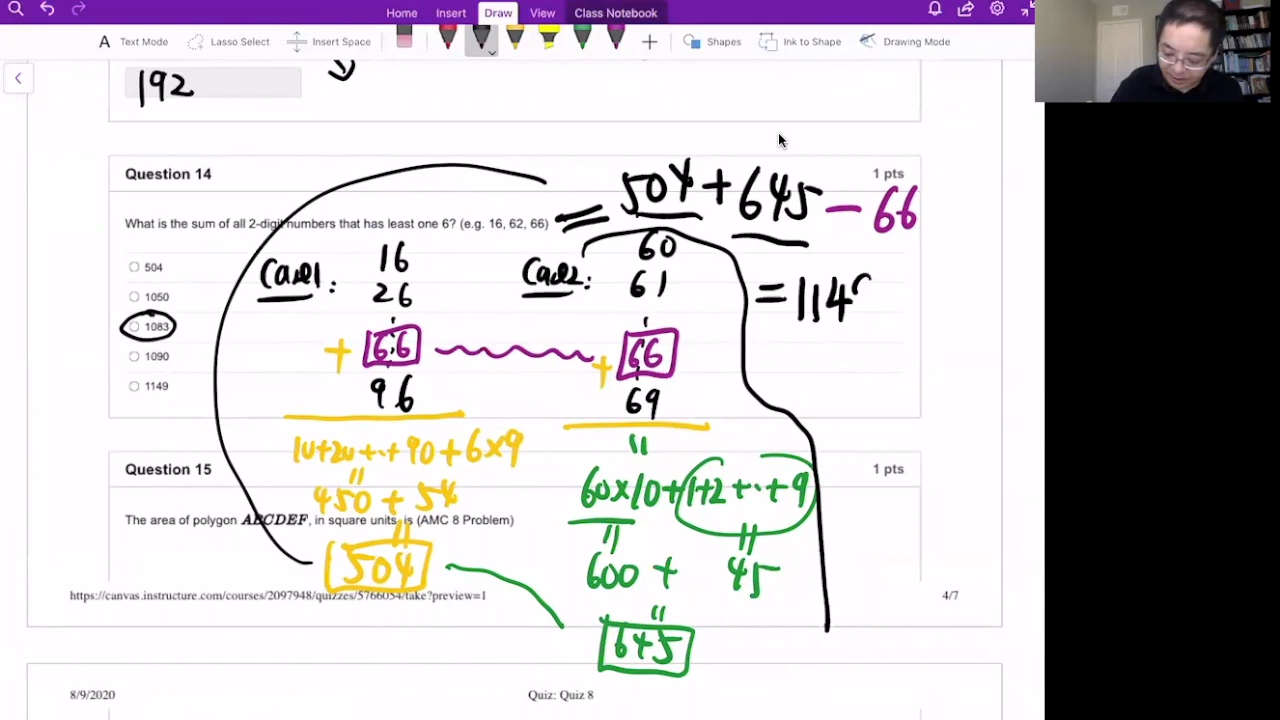 Home Insert Draw View Class Notebook
Text Mode Lasso Select Insert Space Shapes Ink to Shape Drawing Mode
192
Question 14 1 pts
What is the sum of all 2-digit numbers that has least one 6? (e.g. 16, 62, 66)
= 504 + 645 - 66
= 114
504
1050
1083
1090
1149
Case1:
16
26
+ 66
96
10+20+..+90+6×9
450 + 54
504
Case2:
60
61
+ 66
69
60×10+1+2+..+9
600 + 45
645
Question 15 1 pts
The area of polygon ABCDEF, in square units, is (AMC 8 Problem)
https://canvas.instructure.com/courses/2097948/quizzes/5766054/take?preview=1 4/7
8/9/2020 Quiz: Quiz 8